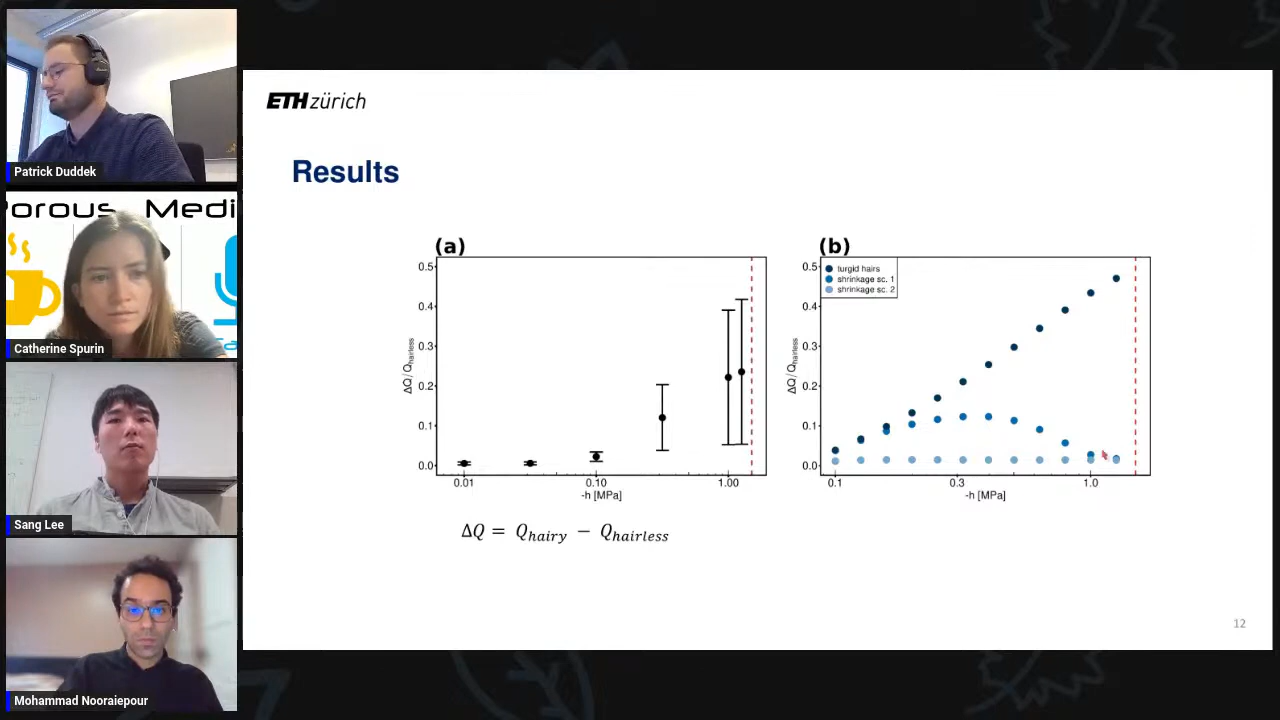 Patrick Duddek
Porous Medi
Catherine Spurin
Sang Lee
Mohammad Nooraiepour
ETH zürich
Results
(a)
0.5
0.4
0.3
0.2
0.1
0.0
ΔQ / Qhairless
0.01
0.10
1.00
-h [MPa]
(b)
turgid hairs
shrinkage sc. 1
shrinkage sc. 2
0.5
0.4
0.3
0.2
0.1
0.0
ΔQ / Qhairless
0.1
0.3
1.0
-h [MPa]
ΔQ = Qhairy − Qhairless
12